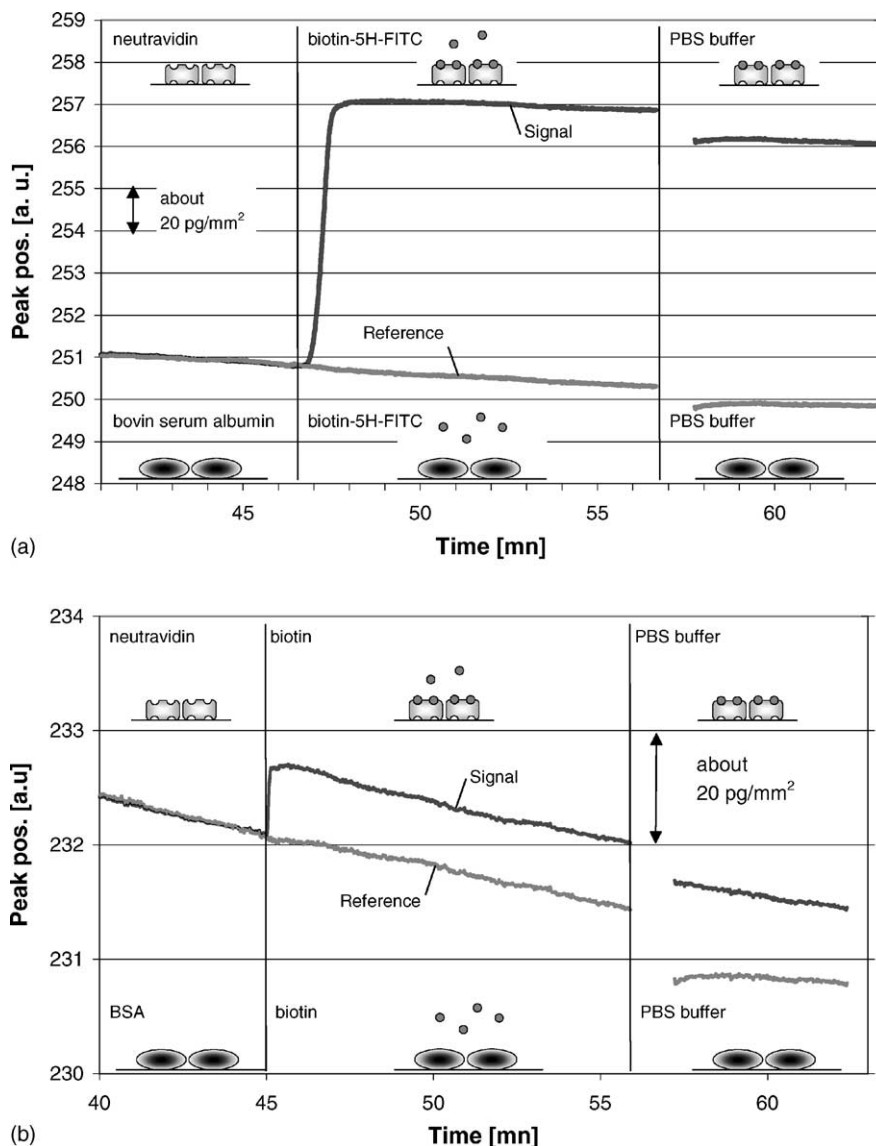 259
258
257
256
255
254
253
252
251
250
249
248
Peak pos. [a. u.]
neutravidin
biotin-5H-FITC
PBS buffer
Signal
about
20 pg/mm²
Reference
bovin serum albumin
biotin-5H-FITC
PBS buffer
45
50
55
60
Time [mn]
(a)
234
233
232
231
230
Peak pos. [a.u]
neutravidin
biotin
PBS buffer
Signal
about
20 pg/mm²
Reference
BSA
biotin
PBS buffer
40
45
50
55
60
Time [mn]
(b)